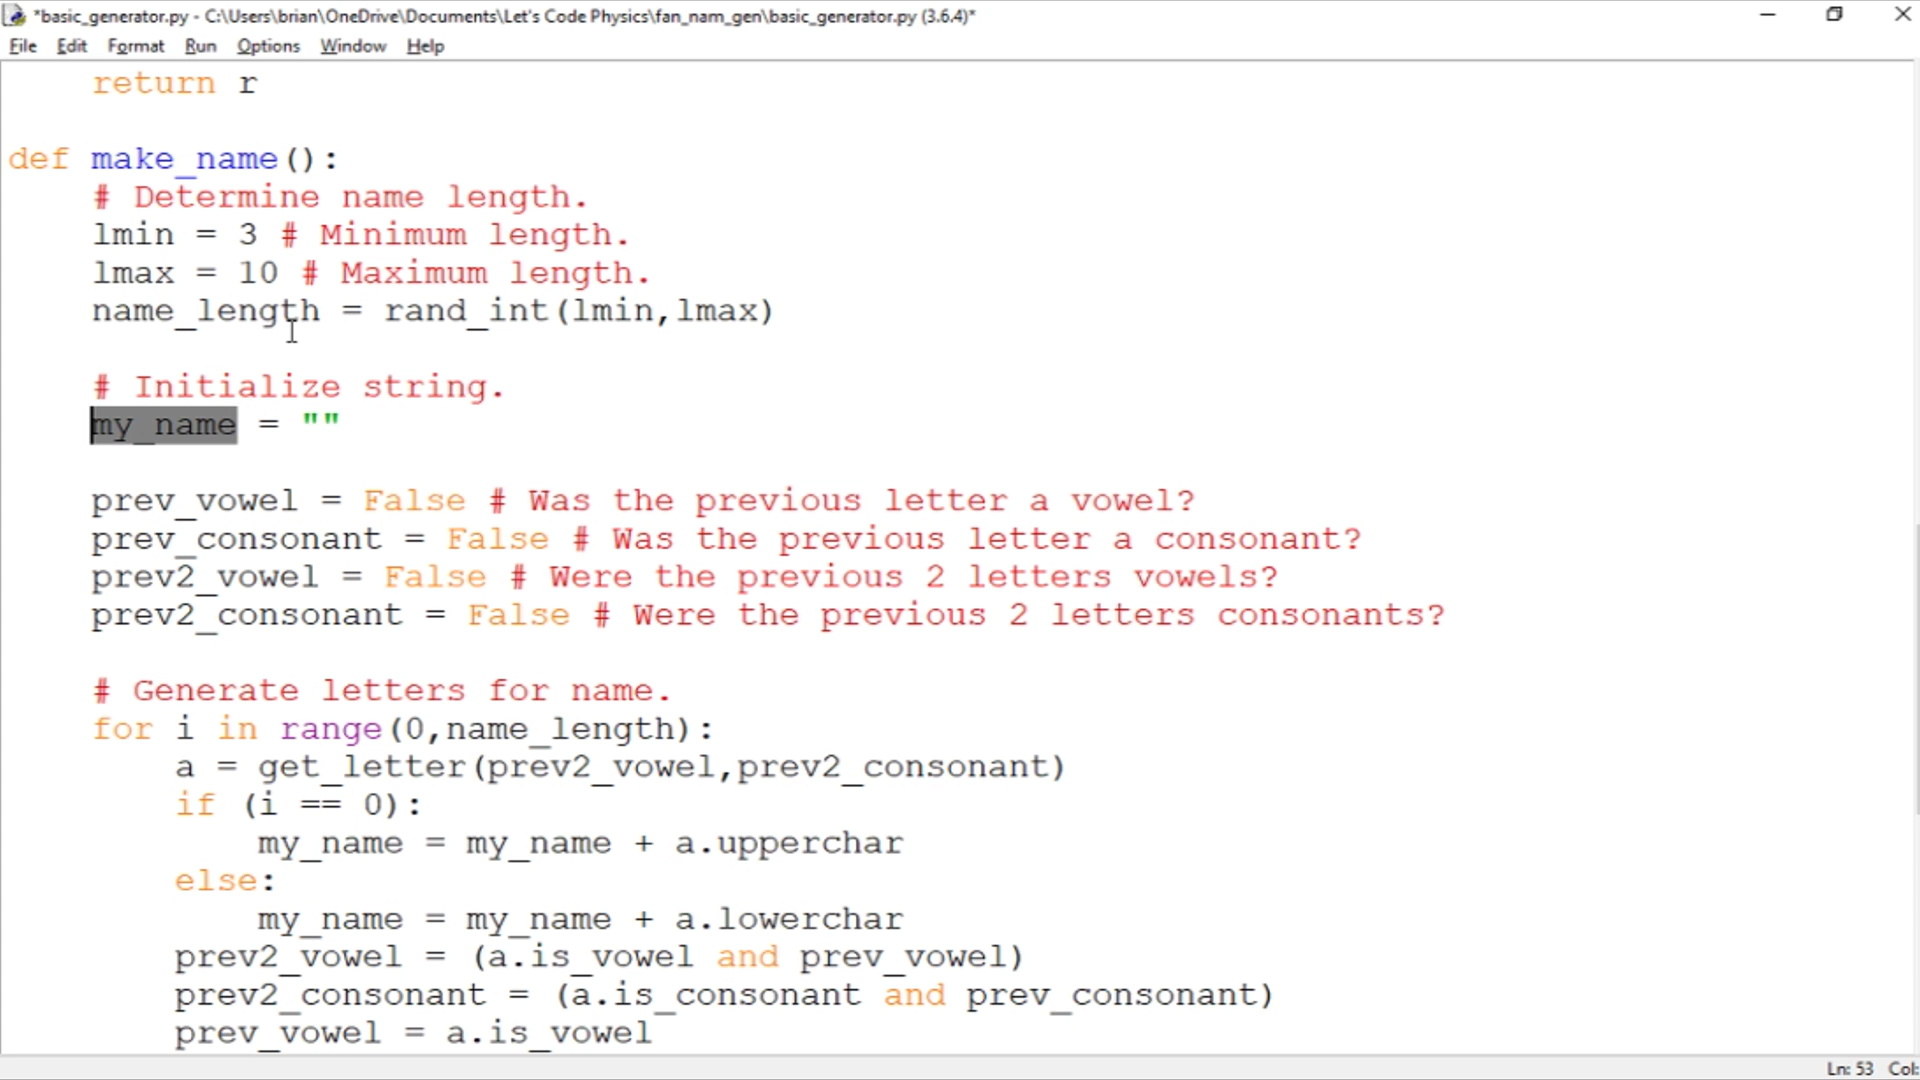 *basic_generator.py - C:\Users\brian\OneDrive\Documents\Let's Code Physics\fan_nam_gen\basic_generator.py (3.6.4)*
File Edit Format Run Options Window Help
    return r

def make_name():
    # Determine name length.
    lmin = 3 # Minimum length.
    lmax = 10 # Maximum length.
    name_length = rand_int(lmin,lmax)

    # Initialize string.
    my_name = ""

    prev_vowel = False # Was the previous letter a vowel?
    prev_consonant = False # Was the previous letter a consonant?
    prev2_vowel = False # Were the previous 2 letters vowels?
    prev2_consonant = False # Were the previous 2 letters consonants?

    # Generate letters for name.
    for i in range(0,name_length):
        a = get_letter(prev2_vowel,prev2_consonant)
        if (i == 0):
            my_name = my_name + a.upperchar
        else:
            my_name = my_name + a.lowerchar
        prev2_vowel = (a.is_vowel and prev_vowel)
        prev2_consonant = (a.is_consonant and prev_consonant)
        prev_vowel = a.is_vowel
Ln: 53 Col: